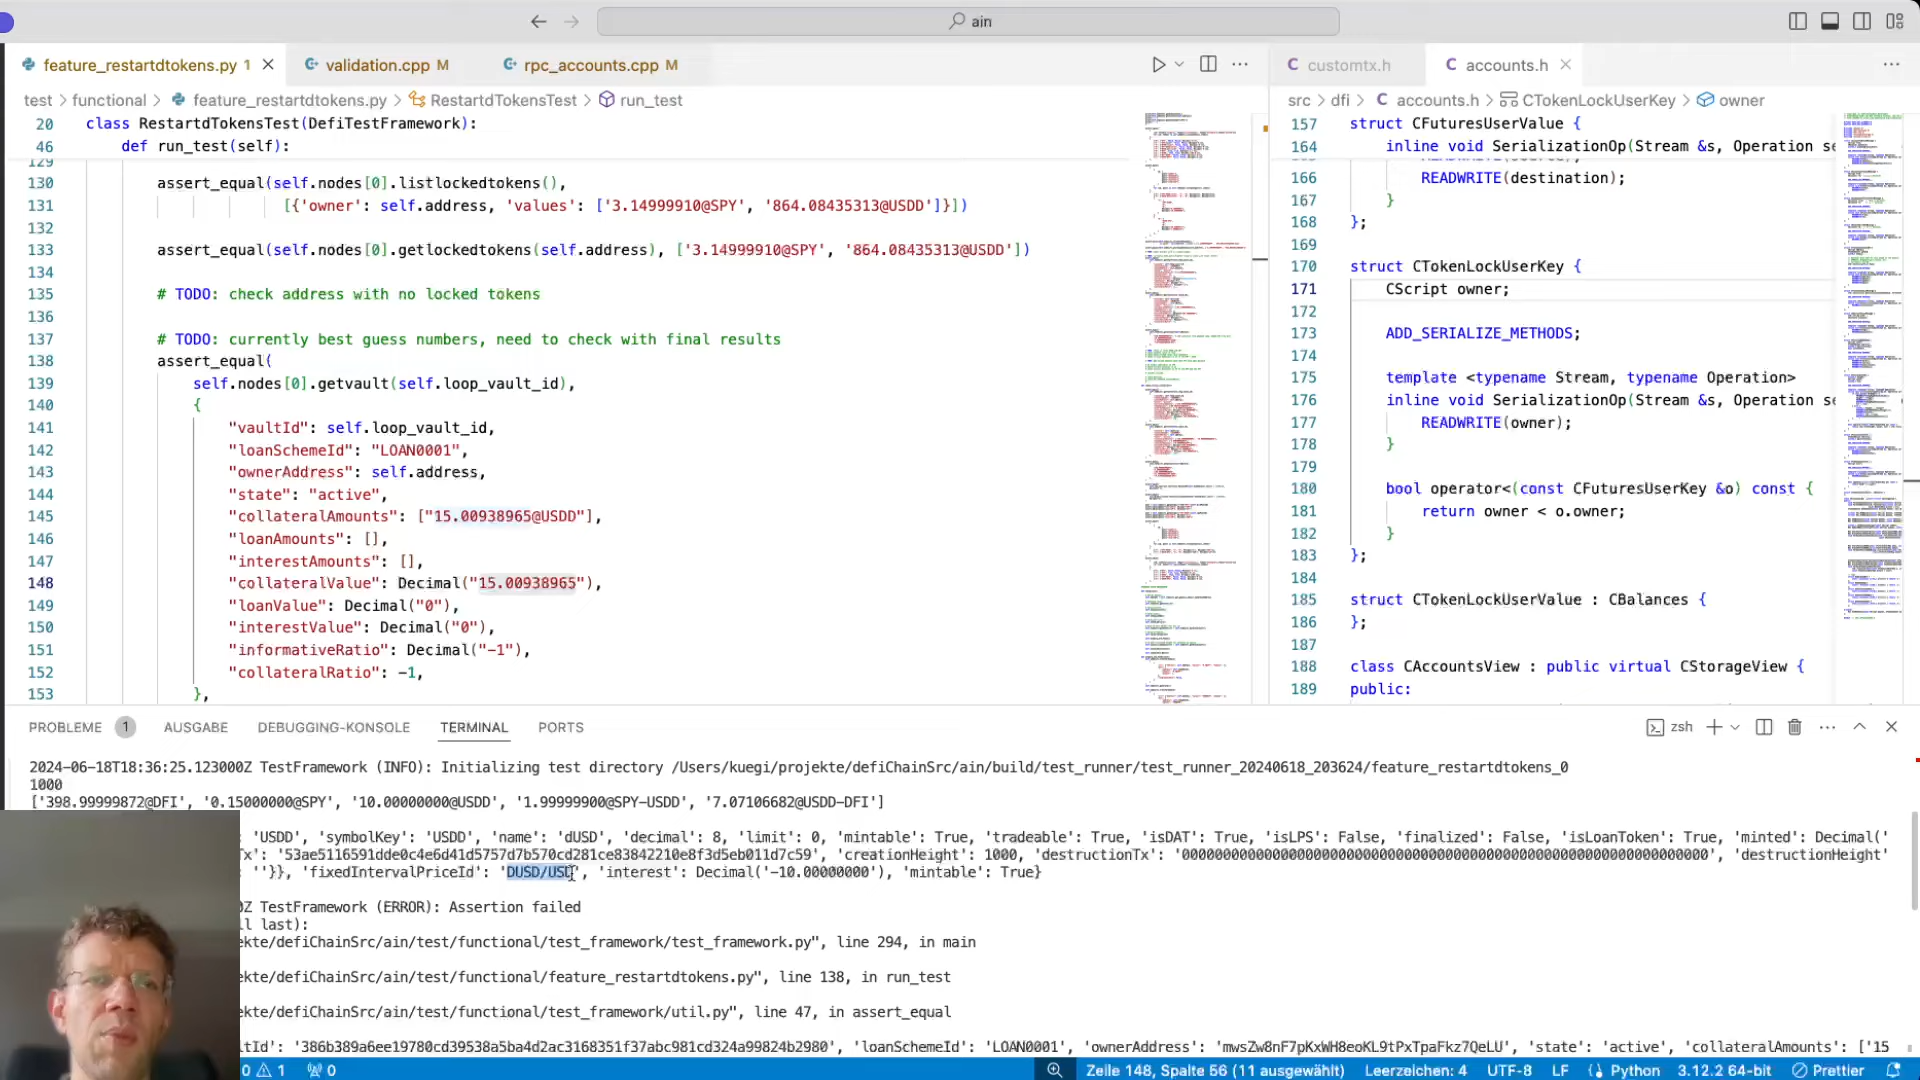 ain
feature_restartdtokens.py 1
validation.cpp M
rpc_accounts.cpp M
customtx.h
accounts.h
test > functional > feature_restartdtokens.py > RestartdTokensTest > run_test
src > dfi > accounts.h > CTokenLockUserKey > owner
20 class RestartdTokensTest(DefiTestFramework):
46 def run_test(self):
129
130 assert_equal(self.nodes[0].listlockedtokens(),
131 [{'owner': self.address, 'values': ['3.14999910@SPY', '864.08435313@USDD']}])
132
133 assert_equal(self.nodes[0].getlockedtokens(self.address), ['3.14999910@SPY', '864.08435313@USDD'])
134
135 # TODO: check address with no locked tokens
136
137 # TODO: currently best guess numbers, need to check with final results
138 assert_equal(
139 self.nodes[0].getvault(self.loop_vault_id),
140 {
141 "vaultId": self.loop_vault_id,
142 "loanSchemeId": "LOAN0001",
143 "ownerAddress": self.address,
144 "state": "active",
145 "collateralAmounts": ["15.00938965@USDD"],
146 "loanAmounts": [],
147 "interestAmounts": [],
148 "collateralValue": Decimal("15.00938965"),
149 "loanValue": Decimal("0"),
150 "interestValue": Decimal("0"),
151 "informativeRatio": Decimal("-1"),
152 "collateralRatio": -1,
153 },
157 struct CFuturesUserValue {
164 inline void SerializationOp(Stream &s, Operation se
166 READWRITE(destination);
167 }
168 };
169
170 struct CTokenLockUserKey {
171 CScript owner;
172
173 ADD_SERIALIZE_METHODS;
174
175 template <typename Stream, typename Operation>
176 inline void SerializationOp(Stream &s, Operation se
177 READWRITE(owner);
178 }
179
180 bool operator<(const CFuturesUserKey &o) const {
181 return owner < o.owner;
182 }
183 };
184
185 struct CTokenLockUserValue : CBalances {
186 };
187
188 class CAccountsView : public virtual CStorageView {
189 public:
PROBLEME 1 AUSGABE DEBUGGING-KONSOLE TERMINAL PORTS
zsh
2024-06-18T18:36:25.123000Z TestFramework (INFO): Initializing test directory /Users/kuegi/projekte/defiChainSrc/ain/build/test_runner/test_runner_20240618_203624/feature_restartdtokens_0
1000
['398.99999872@DFI', '0.15000000@SPY', '10.00000000@USDD', '1.99999900@SPY-USDD', '7.07106682@USDD-DFI']
'USDD', 'symbolKey': 'USDD', 'name': 'dUSD', 'decimal': 8, 'limit': 0, 'mintable': True, 'tradeable': True, 'isDAT': True, 'isLPS': False, 'finalized': False, 'isLoanToken': True, 'minted': Decimal('
Tx': '53ae5116591dde0c4e6d41d5757d7b570cd281ce83842210e8f3d5eb011d7c59', 'creationHeight': 1000, 'destructionTx': '0000000000000000000000000000000000000000000000000000000000000000', 'destructionHeight'
''}}, 'fixedIntervalPriceId': 'DUSD/USD', 'interest': Decimal('-10.00000000'), 'mintable': True}
0Z TestFramework (ERROR): Assertion failed
ll last):
ekte/defiChainSrc/ain/test/functional/test_framework/test_framework.py", line 294, in main
ekte/defiChainSrc/ain/test/functional/feature_restartdtokens.py", line 138, in run_test
ekte/defiChainSrc/ain/test/functional/test_framework/util.py", line 47, in assert_equal
ltId': '386b389a6ee19780cd39538a5ba4d2ac3168351f37abc981cd324a99824b2980', 'loanSchemeId': 'LOAN0001', 'ownerAddress': 'mwsZw8nF7pKxWH8eoKL9tPxTpaFkz7QeLU', 'state': 'active', 'collateralAmounts': ['15
0 1 0
Zeile 148, Spalte 56 (11 ausgewählt) Leerzeichen: 4 UTF-8 LF Python 3.12.2 64-bit Prettier